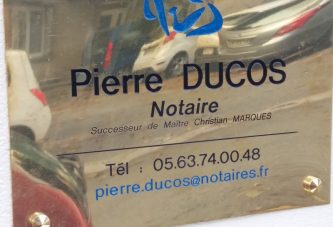 Pierre DUCOS
Notaire
Successeur de Maître Christian MARQUES
Tél : 05.63.74.00.48
pierre.ducos@notaires.fr